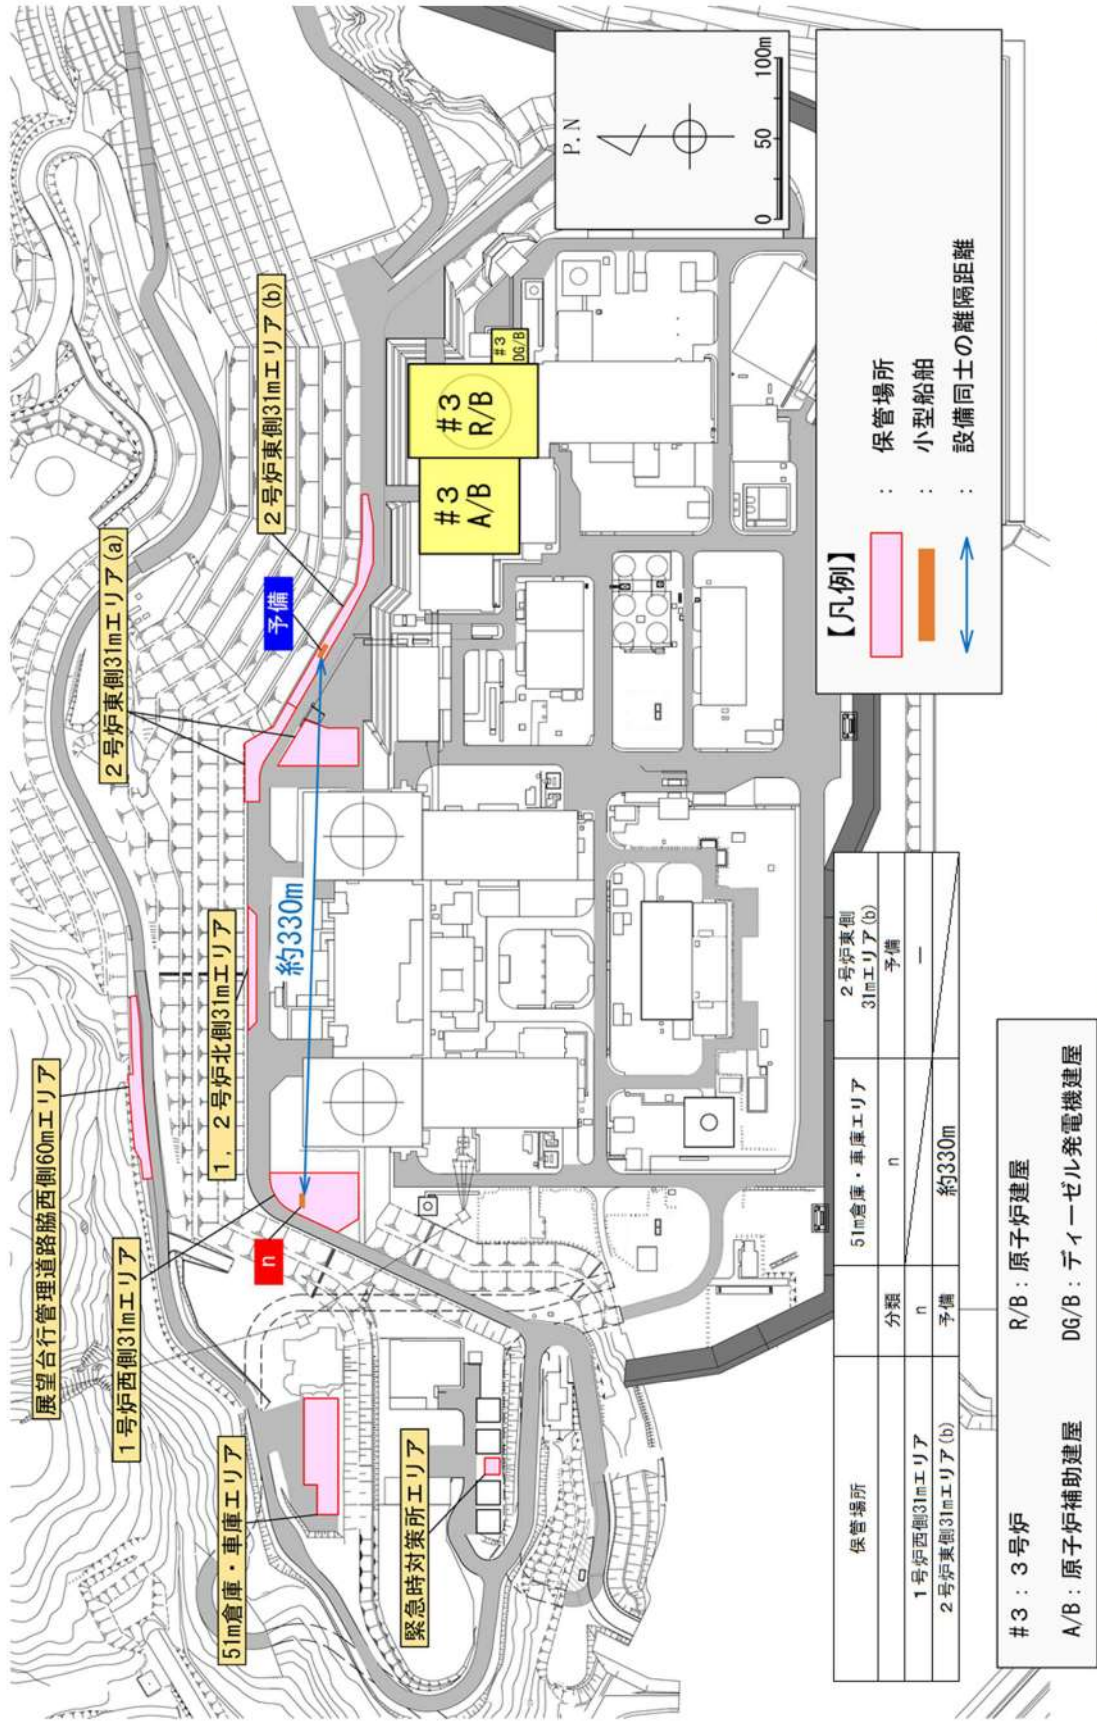 展望台行管理道路脇西側60mエリア
1号炉西側31mエリア
51m倉庫・車庫エリア
緊急時対策所エリア
1,2号炉北側31mエリア
2号炉東側31mエリア(a)
2号炉東側31mエリア(b)
n
予備
約330m
#3
A/B
#3
R/B
#3
DG/B
P.N
0 50 100m
【凡例】
: 保管場所
: 小型船舶
: 設備同士の離隔距離
保管場所 51m倉庫・車庫エリア 2号炉東側31mエリア(b)
分類 n 予備
1号炉西側31mエリア n ―
2号炉東側31mエリア(b) 予備 約330m
#3:3号炉 R/B:原子炉建屋
A/B:原子炉補助建屋 DG/B:ディーゼル発電機建屋